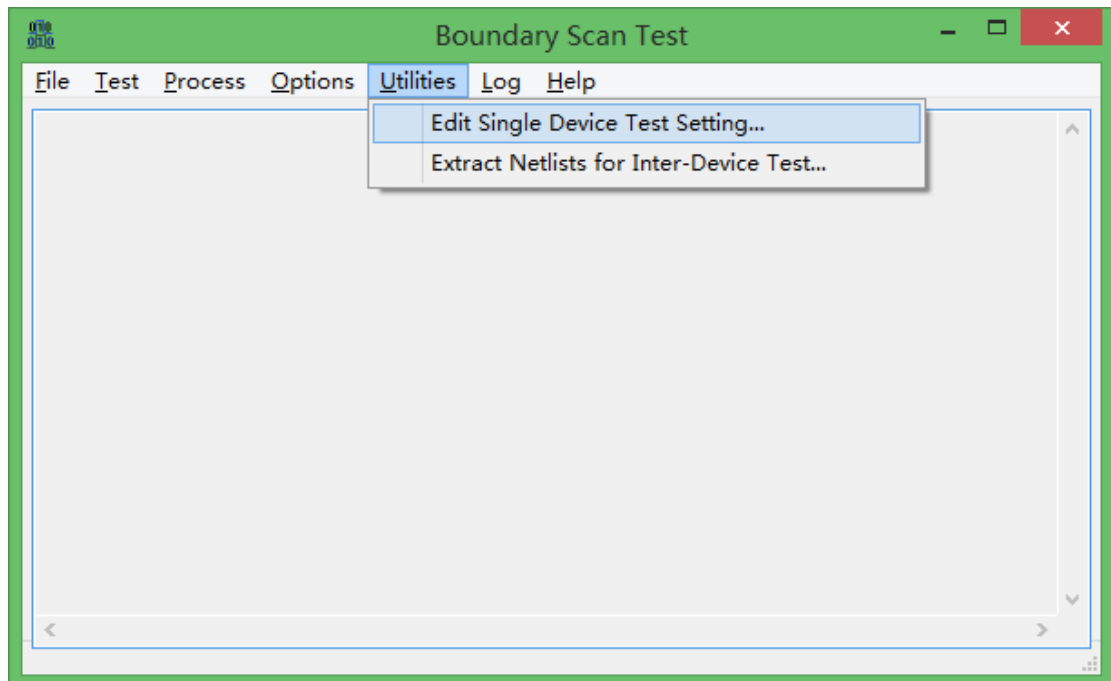 Boundary Scan Test
File Test Process Options Utilities Log Help
Edit Single Device Test Setting...
Extract Netlists for Inter-Device Test...